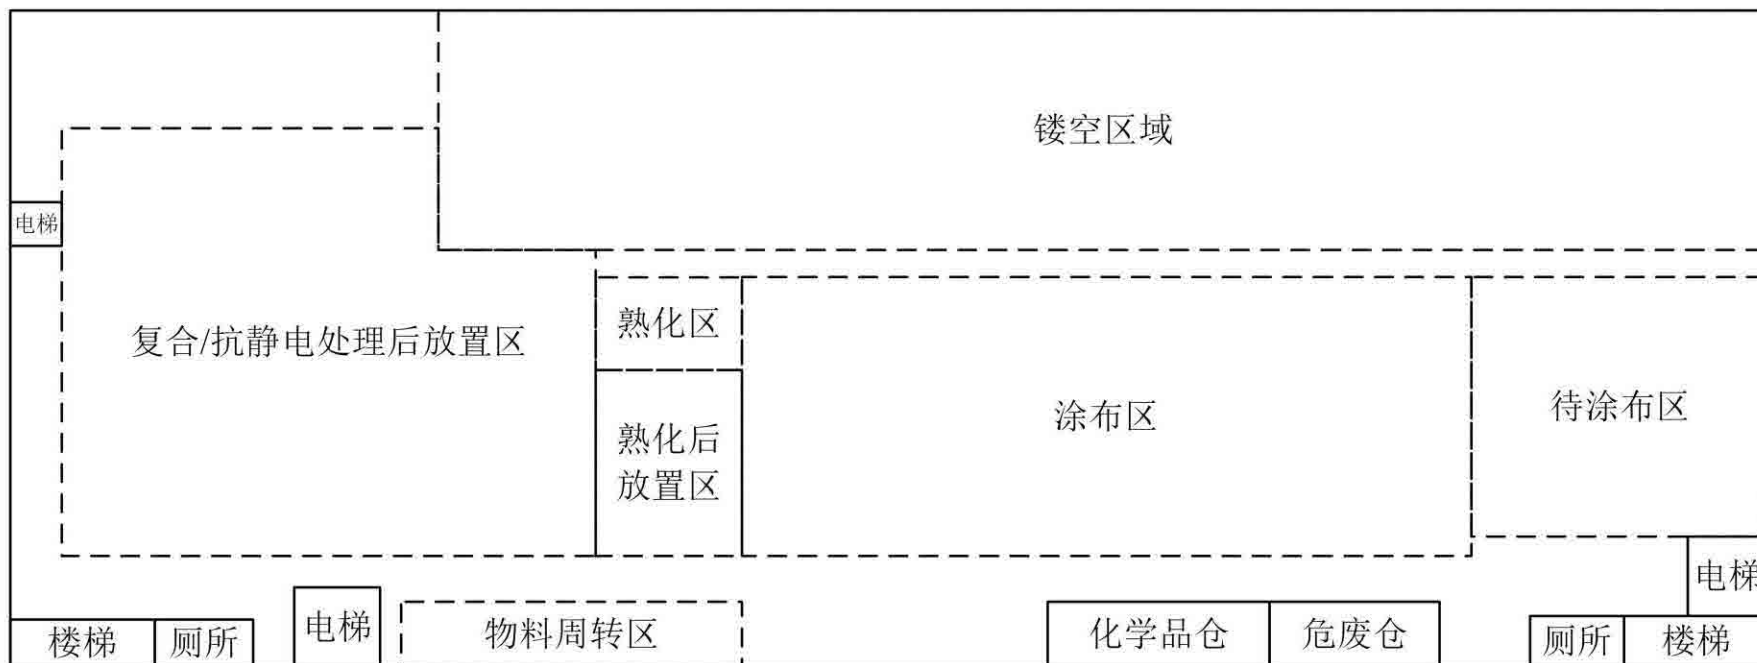 镂空区域
电梯
复合/抗静电处理后放置区
熟化区
熟化后
放置区
涂布区
待涂布区
电梯
楼梯
厕所
电梯
物料周转区
化学品仓
危废仓
厕所
楼梯